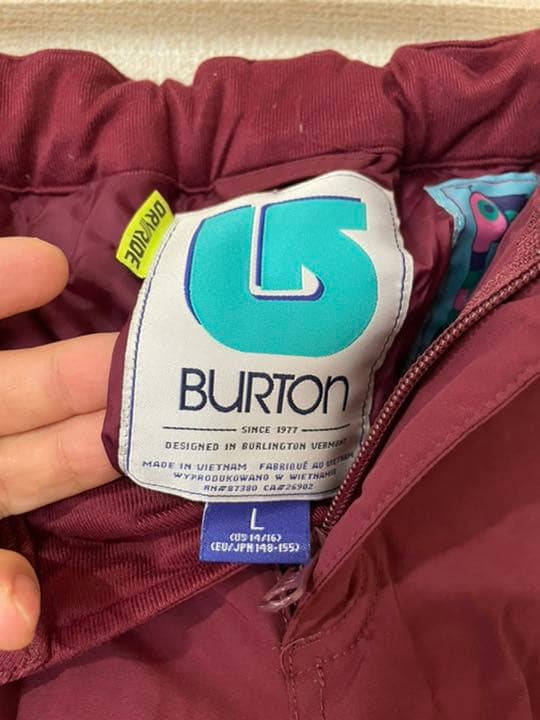 DRYRIDE
BURTON
SINCE 1977
DESIGNED IN BURLINGTON VERMONT
MADE IN VIETNAM FABRIQUÉ AU VIETNAM
WYPRODUKOWANO W WIETNAMIE
RN#87380 CA#26902
L
(US 14/16)
(EU/JPN 148-155)